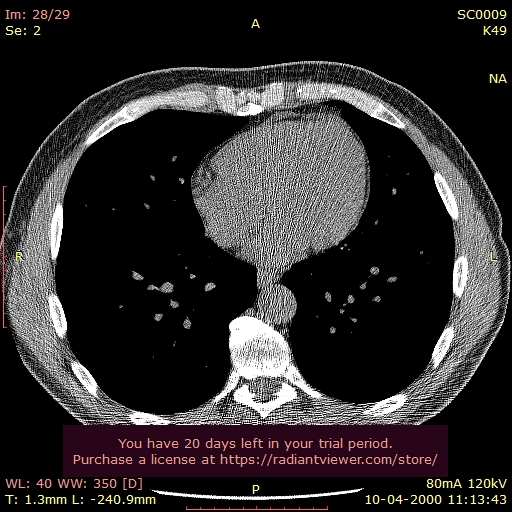 Im: 28/29
Se: 2
A
SC0009
K49
NA
R
L
You have 20 days left in your trial period.
Purchase a license at https://radiantviewer.com/store/
WL: 40 WW: 350 [D]
T: 1.3mm L: -240.9mm
P
80mA 120kV
10-04-2000 11:13:43